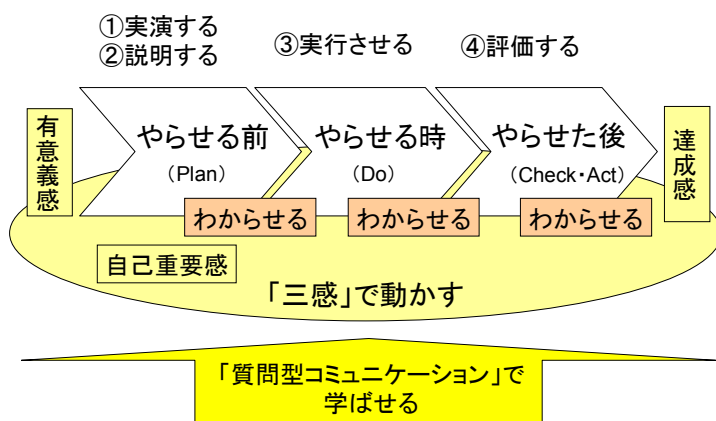 ①実演する
②説明する
③実行させる
④評価する
有意義感
やらせる前
(Plan)
やらせる時
(Do)
やらせた後
(Check・Act)
達成感
わからせる
わからせる
わからせる
自己重要感
「三感」で動かす
「質問型コミュニケーション」で
学ばせる